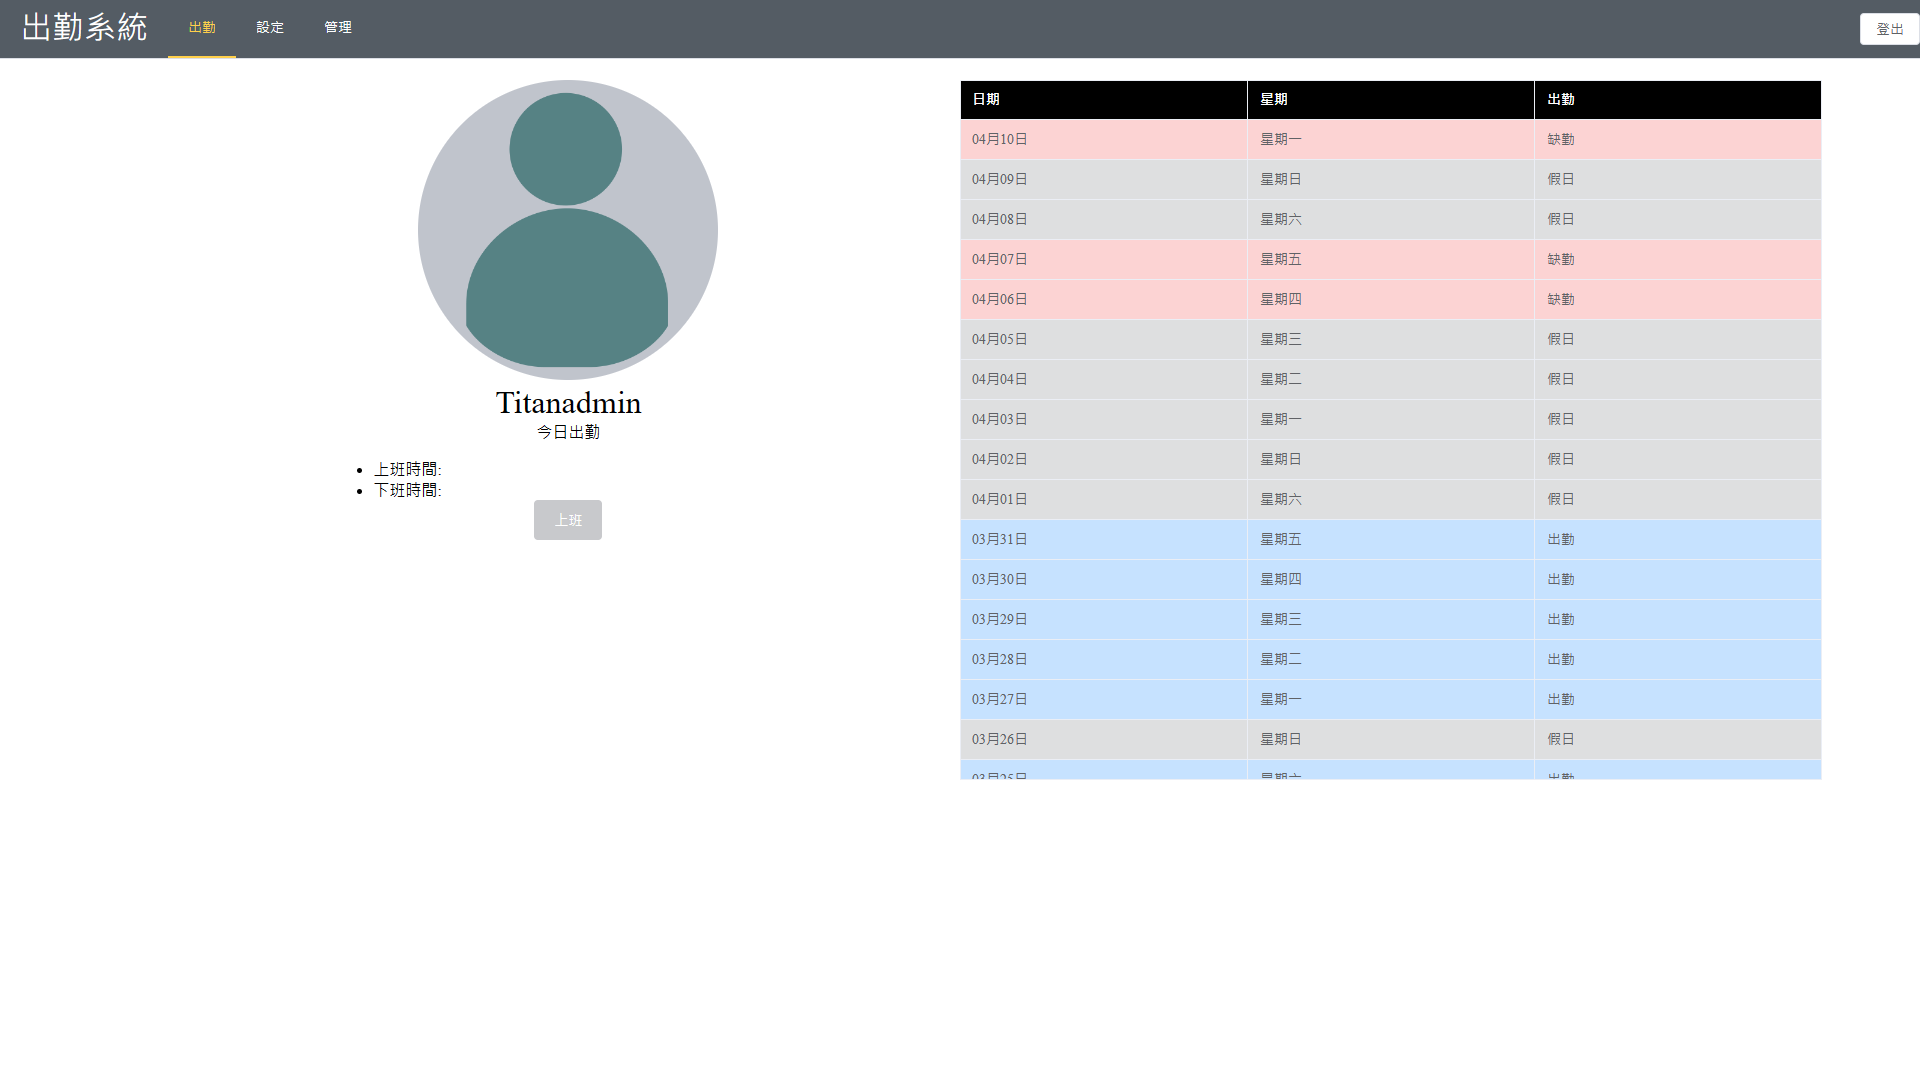 出勤系統 出勤 設定 管理 登出
Titanadmin
今日出勤
上班時間:
下班時間:
上班
日期 星期 出勤
04月10日 星期一 缺勤
04月09日 星期日 假日
04月08日 星期六 假日
04月07日 星期五 缺勤
04月06日 星期四 缺勤
04月05日 星期三 假日
04月04日 星期二 假日
04月03日 星期一 假日
04月02日 星期日 假日
04月01日 星期六 假日
03月31日 星期五 出勤
03月30日 星期四 出勤
03月29日 星期三 出勤
03月28日 星期二 出勤
03月27日 星期一 出勤
03月26日 星期日 假日
03月25日 星期六 出勤